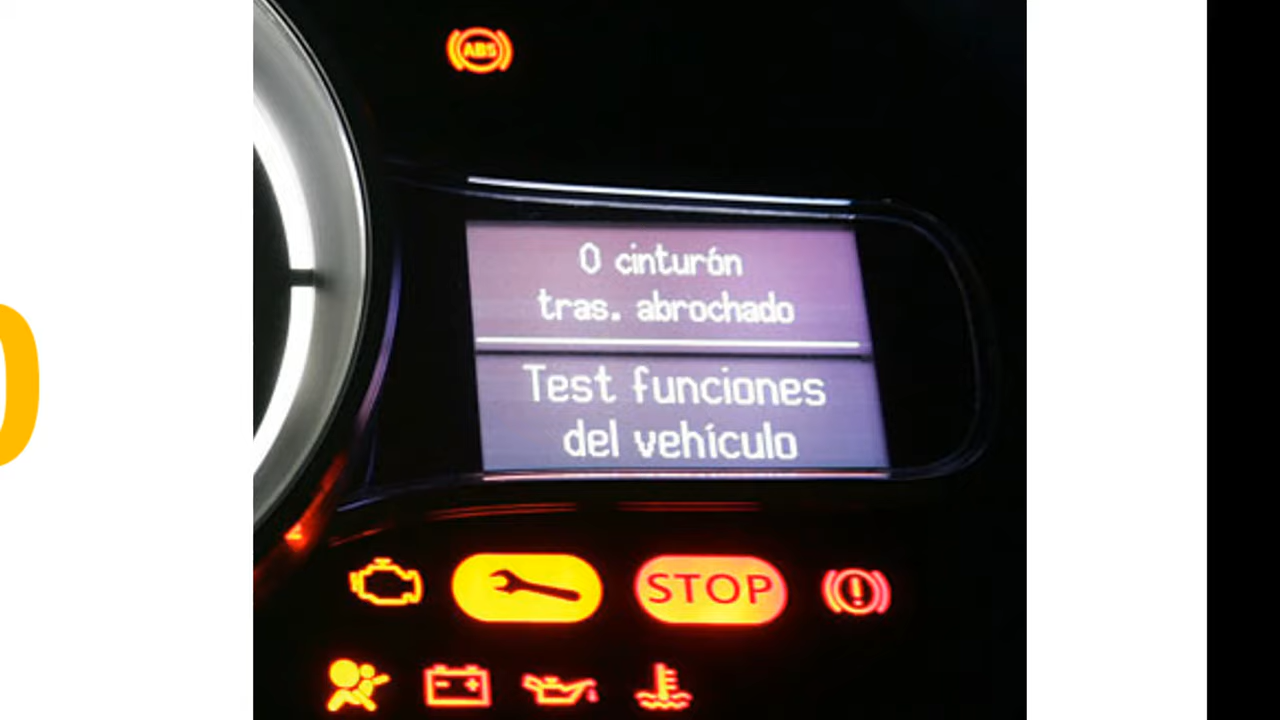 ABS
0 cinturón
tras. abrochado
Test funciones
del vehículo
STOP